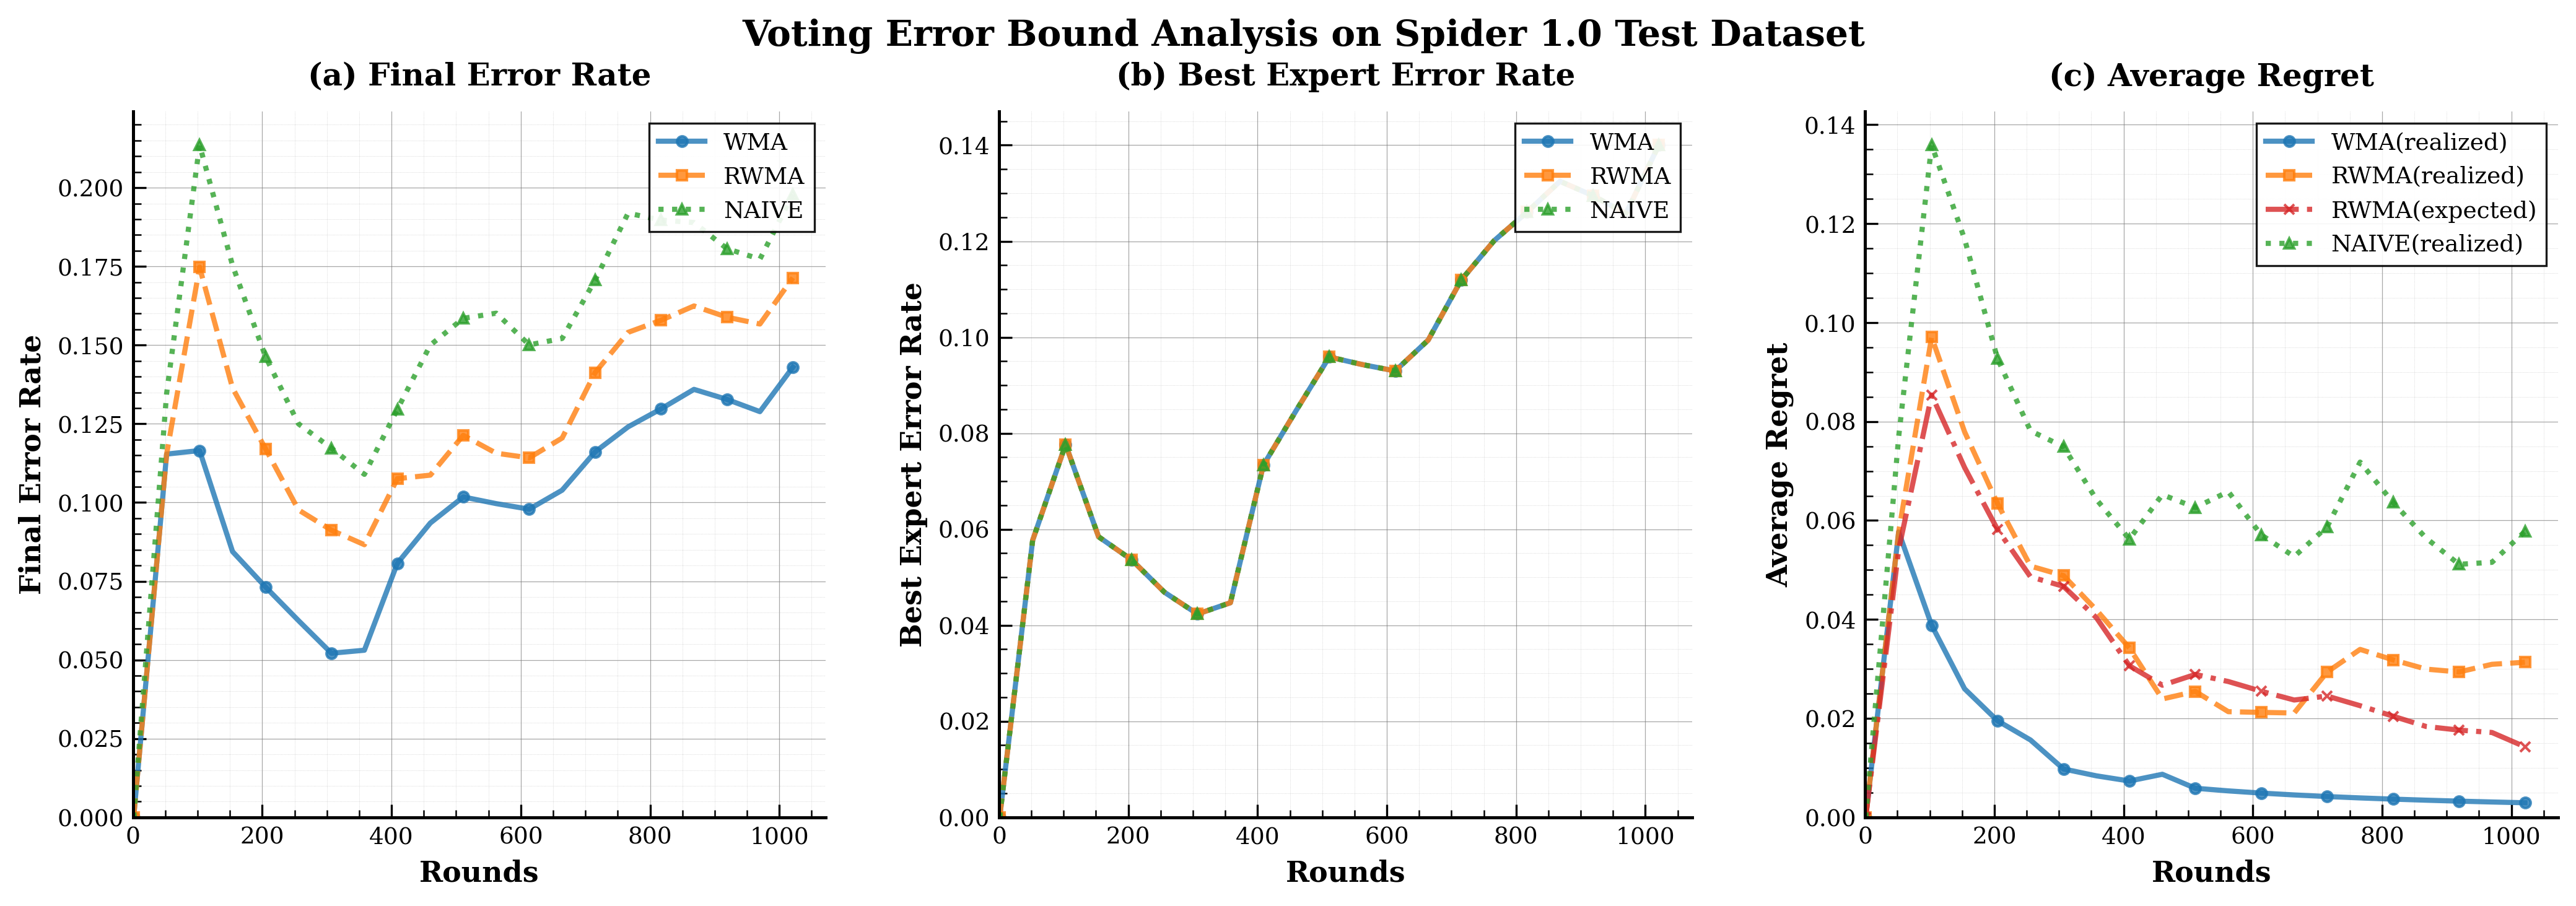 Voting Error Bound Analysis on Spider 1.0 Test Dataset
(a) Final Error Rate
Final Error Rate
0.200
0.175
0.150
0.125
0.100
0.075
0.050
0.025
0.000
0 200 400 600 800 1000
Rounds
WMA
RWMA
NAIVE
(b) Best Expert Error Rate
Best Expert Error Rate
0.14
0.12
0.10
0.08
0.06
0.04
0.02
0.00
0 200 400 600 800 1000
Rounds
WMA
RWMA
NAIVE
(c) Average Regret
Average Regret
0.14
0.12
0.10
0.08
0.06
0.04
0.02
0.00
0 200 400 600 800 1000
Rounds
WMA(realized)
RWMA(realized)
RWMA(expected)
NAIVE(realized)